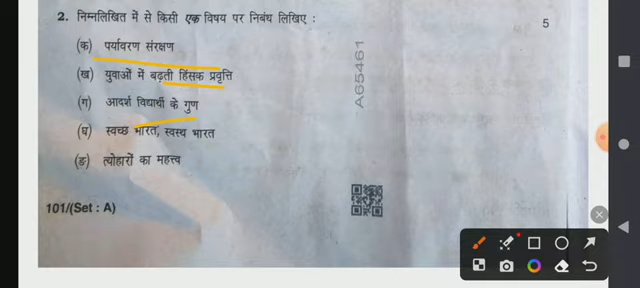 2. निम्नलिखित में से किसी एक विषय पर निबंध लिखिए : 5
(क) पर्यावरण संरक्षण
(ख) युवाओं में बढ़ती हिंसक प्रवृत्ति
(ग) आदर्श विद्यार्थी के गुण
(घ) स्वच्छ भारत, स्वस्थ भारत
(ङ) त्योहारों का महत्त्व
A65461
101/(Set : A)